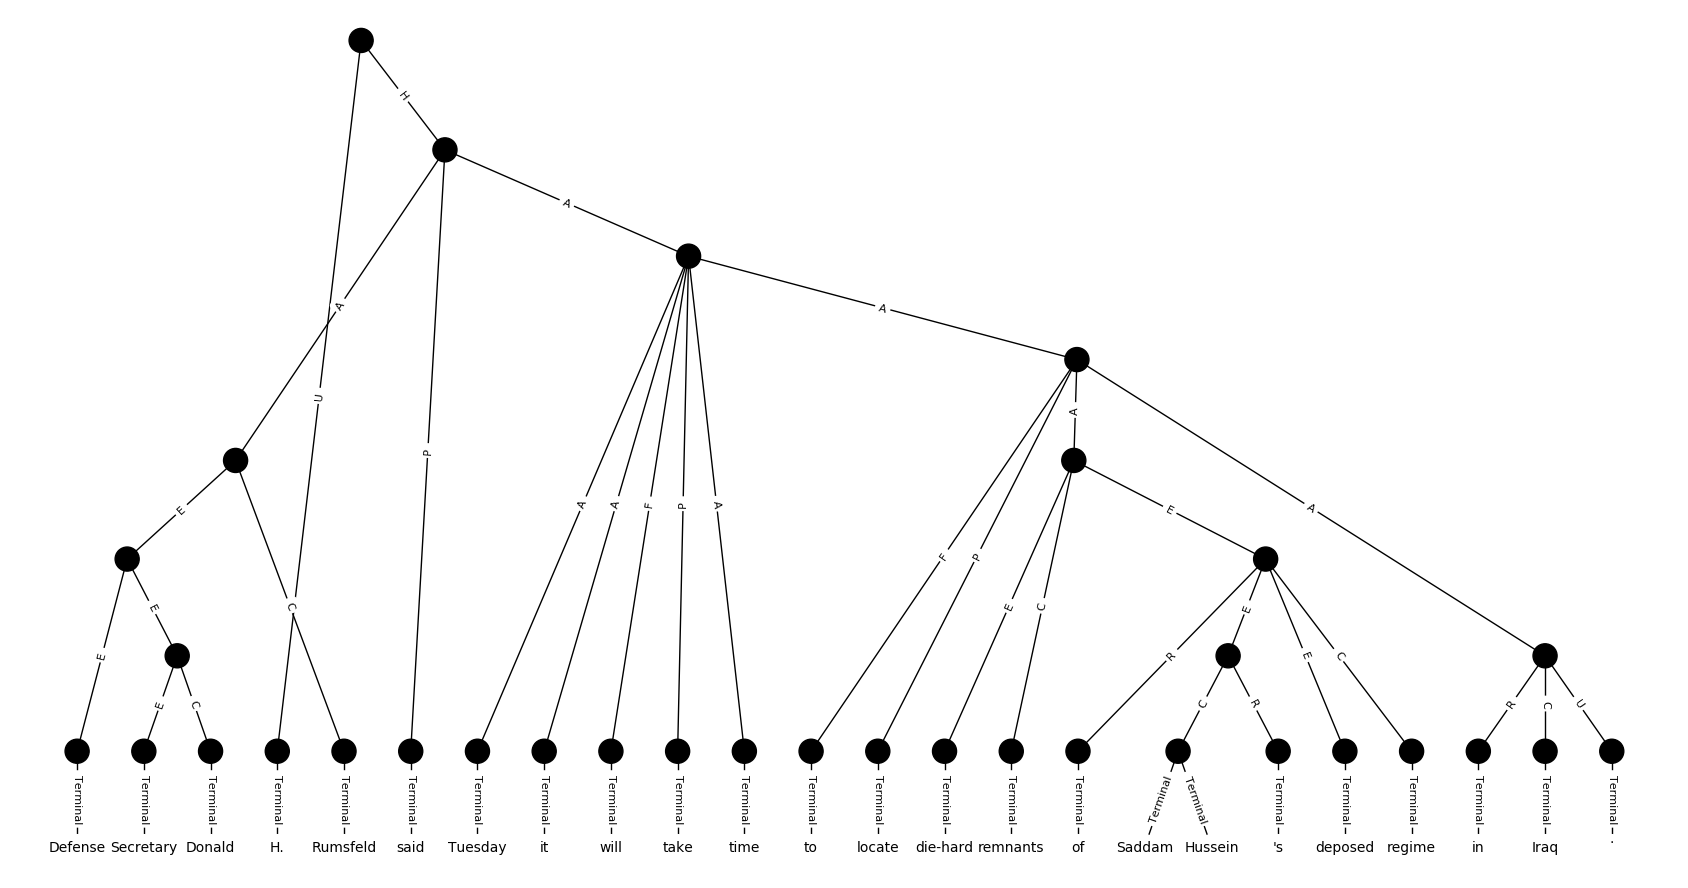 H
A
A
A
U
A
P
E
A A F P A
E
A
F P
E C
E
C
E
E
R E C
E
E C
C R
R C U
Terminal Terminal Terminal Terminal Terminal Terminal Terminal Terminal Terminal Terminal Terminal Terminal Terminal Terminal Terminal Terminal Terminal Terminal Terminal Terminal Terminal Terminal Terminal Terminal
Defense Secretary Donald H. Rumsfeld said Tuesday it will take time to locate die-hard remnants of Saddam Hussein 's deposed regime in Iraq .